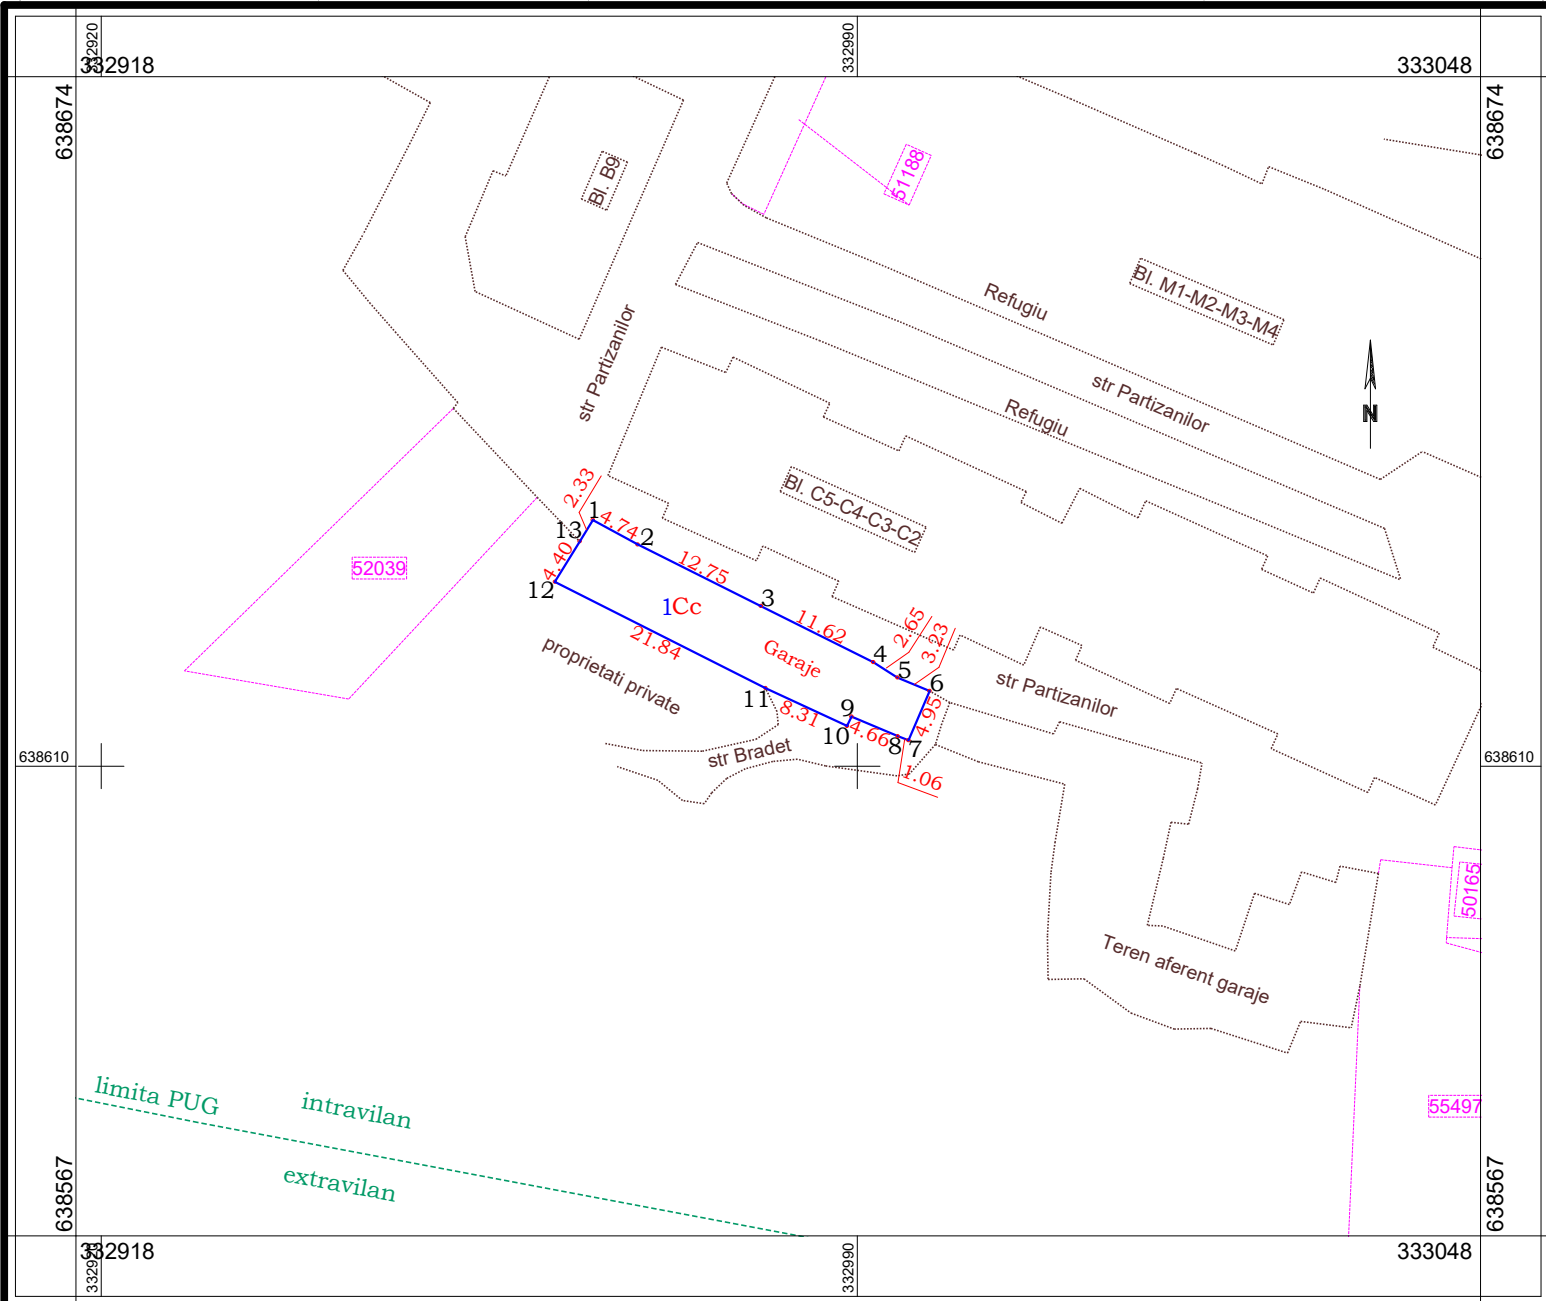 332920
332990
332918
333048
638674
638674
51188
Bl. B9
Refugiu
Bl. M1-M2-M3-M4
str Partizanilor
str Partizanilor
Refugiu
N
Bl. C5-C4-C3-C2
2.33
1
4.74
2
13
4.40
12.75
52039
12
1Cc
3
11.62
2.65
3.23
21.84
Garaje
4
5
6
proprietati private
str Partizanilor
11
8.31
9
10
4.66
4.95
8
7
str Bradet
1.06
638610
638610
50165
Teren aferent garaje
limita PUG
intravilan
extravilan
55497
638567
638567
332918
333048
332920
332990